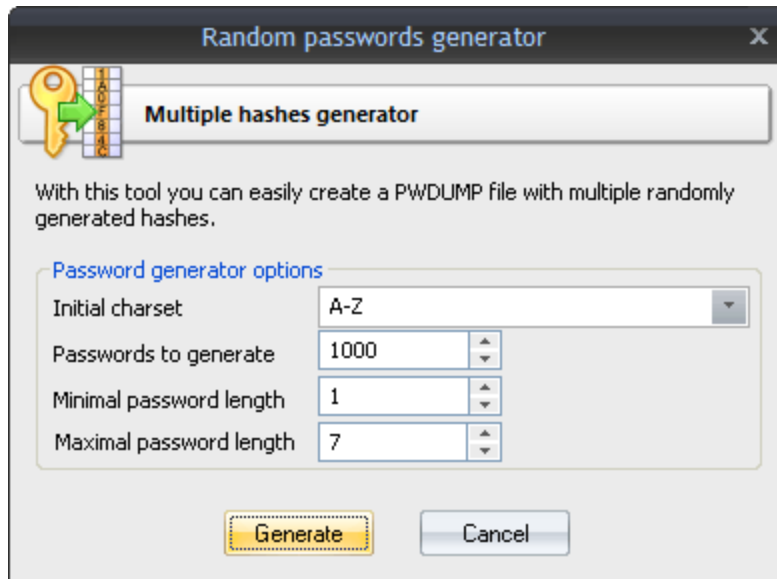 Random passwords generator
Multiple hashes generator
With this tool you can easily create a PWDUMP file with multiple randomly
generated hashes.
Password generator options
Initial charset A-Z
Passwords to generate 1000
Minimal password length 1
Maximal password length 7
Generate Cancel